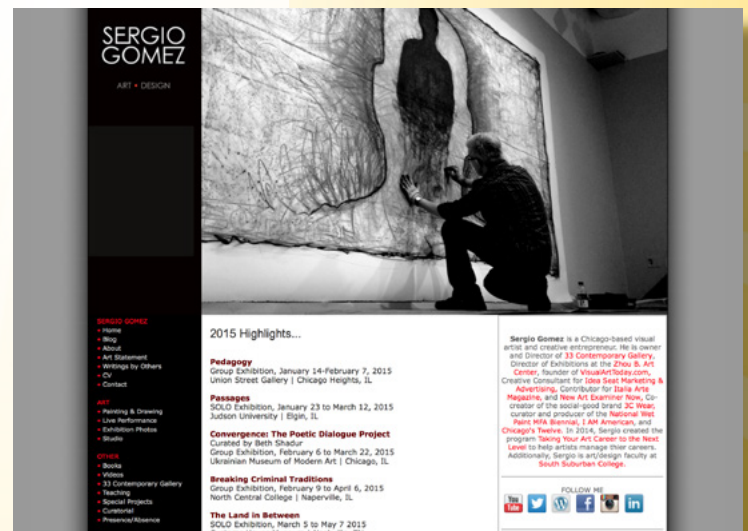 SERGIO
GOMEZ
ART • DESIGN
SERGIO GOMEZ
+ Home
+ Blog
+ About
+ Art Statement
+ Writings by Others
+ CV
+ Contact
ART
+ Painting & Drawing
+ Live Performance
+ Exhibition Photos
+ Studio
OTHER
+ Books
+ Videos
+ 33 Contemporary Gallery
+ Teaching
+ Special Projects
+ Curatorial
+ Presence/Absence
2015 Highlights...
Pedagogy
Group Exhibition, January 14-February 7, 2015
Union Street Gallery | Chicago Heights, IL
Passages
SOLO Exhibition, January 23 to March 12, 2015
Judson University | Elgin, IL
Convergence: The Poetic Dialogue Project
Curated by Beth Shadur
Group Exhibition, February 6 to March 22, 2015
Ukrainian Museum of Modern Art | Chicago, IL
Breaking Criminal Traditions
Group Exhibition, February 9 to April 6, 2015
North Central College | Naperville, IL
The Land in Between
SOLO Exhibition, March 5 to May 7 2015
Sergio Gomez is a Chicago-based visual
artist and creative entrepreneur. He is owner
and Director of 33 Contemporary Gallery,
Director of Exhibitions at the Zhou B. Art
Center, founder of VisualArtToday.com,
Creative Consultant for Idea Seat Marketing &
Advertising, Contributor for Italia Arte
Magazine, and New Art Examiner Now, Co-
creator of the social-good brand 3C Wear,
curator and producer of the National Wet
Paint MFA Biennial, I AM American, and
Chicago's Twelve. In 2014, Sergio created the
program Taking Your Art Career to the Next
Level to help artists manage thier careers.
Additionally, Sergio is art/design faculty at
South Suburban College.
FOLLOW ME
You
Tube